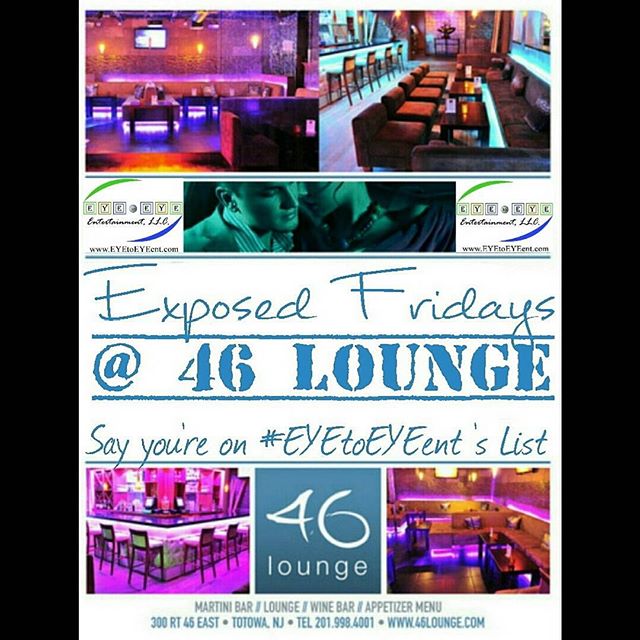 EYE EYE
Entertainment, LLC.
www.EYEtoEYEent.com
EYE EYE
Entertainment, LLC.
www.EYEtoEYEent.com
Exposed Fridays
@ 46 LOUNGE
Say you're on #EYEtoEYEent's List
46
lounge
MARTINI BAR // LOUNGE // WINE BAR // APPETIZER MENU
300 RT 46 EAST • TOTOWA, NJ • TEL 201.998.4001 • WWW.46LOUNGE.COM